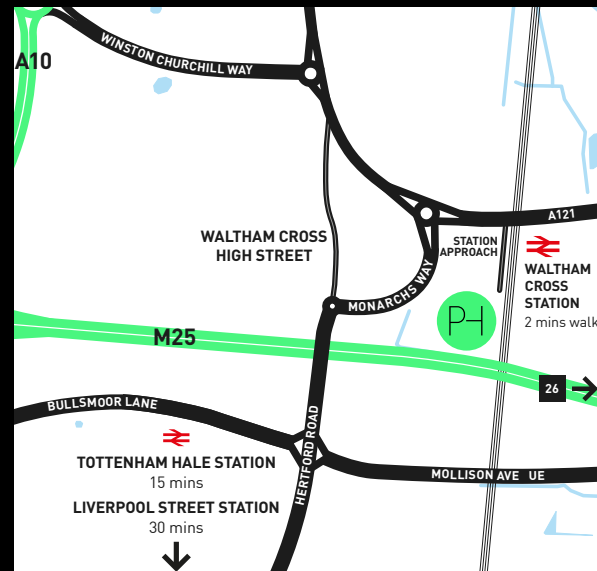 WINSTON CHURCHILL WAY
A10
A121
WALTHAM CROSS
HIGH STREET
STATION
APPROACH
WALTHAM
CROSS
STATION
2 mins walk
MONARCHS WAY
PH
M25
26
BULLSMOOR LANE
HERTFORD ROAD
TOTTENHAM HALE STATION
15 mins
MOLLISON AVE UE
LIVERPOOL STREET STATION
30 mins